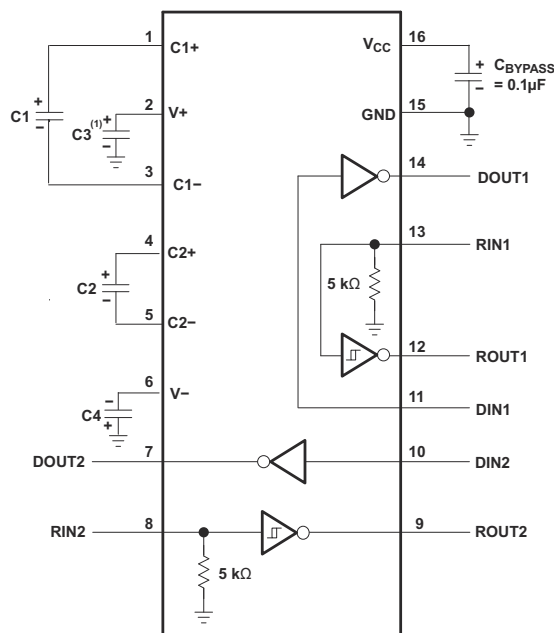 1
C1+
VCC
16
+
-
CBYPASS
= 0.1µF
C1
+
-
2
V+
C3(1)
+
-
GND
15
14
DOUT1
3
C1-
13
RIN1
4
C2+
5 kΩ
C2
+
-
5
C2-
12
ROUT1
6
V-
11
DIN1
C4
-
+
DOUT2
7
10
DIN2
RIN2
8
9
ROUT2
5 kΩ